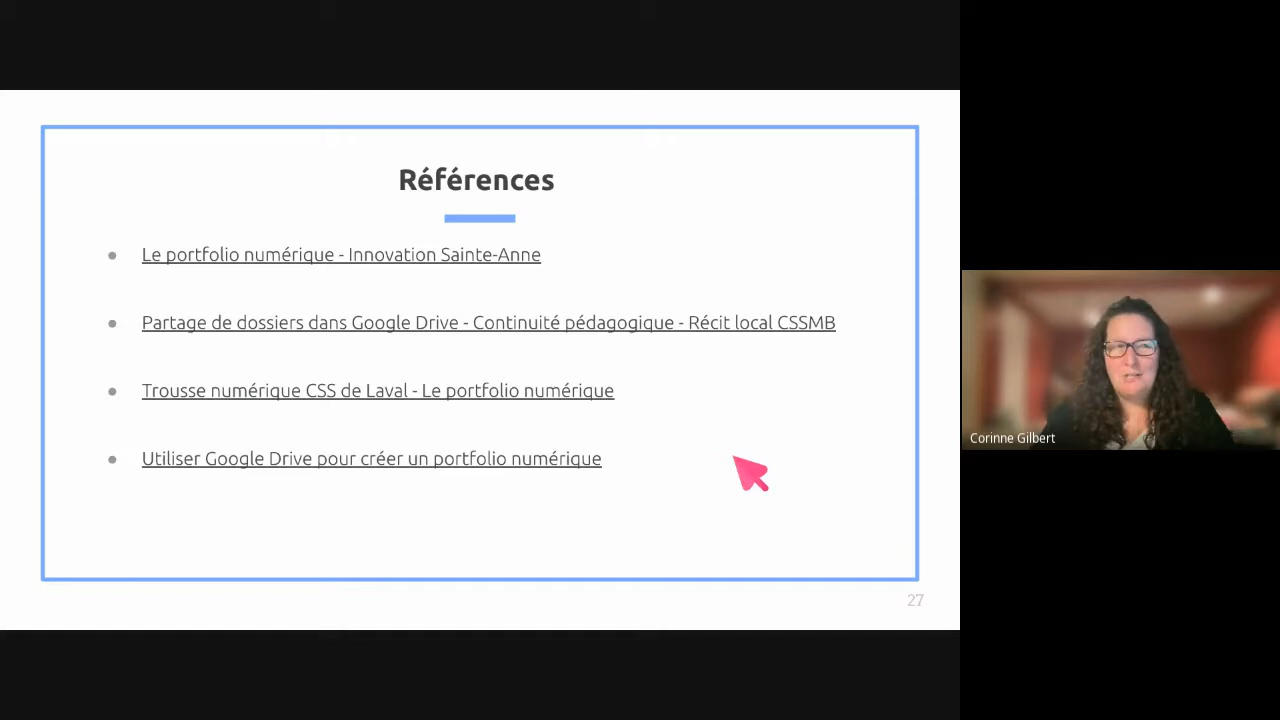 Références
Le portfolio numérique - Innovation Sainte-Anne
Partage de dossiers dans Google Drive - Continuité pédagogique - Récit local CSSMB
Trousse numérique CSS de Laval - Le portfolio numérique
Utiliser Google Drive pour créer un portfolio numérique
27
Corinne Gilbert